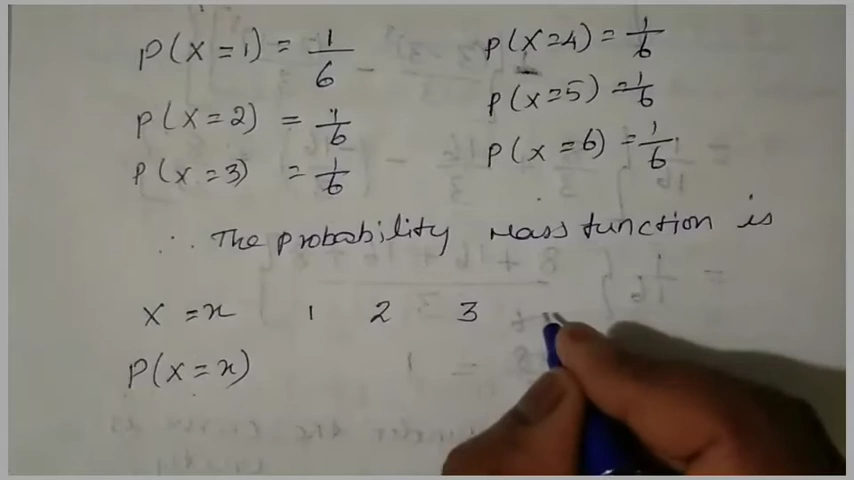 P(X=1) = 1/6
P(X=2) = 1/6
P(X=3) = 1/6
P(X=4) = 1/6
P(X=5) = 1/6
P(X=6) = 1/6
∴ The probability mass function is
X = x 1 2 3
P(X=x)